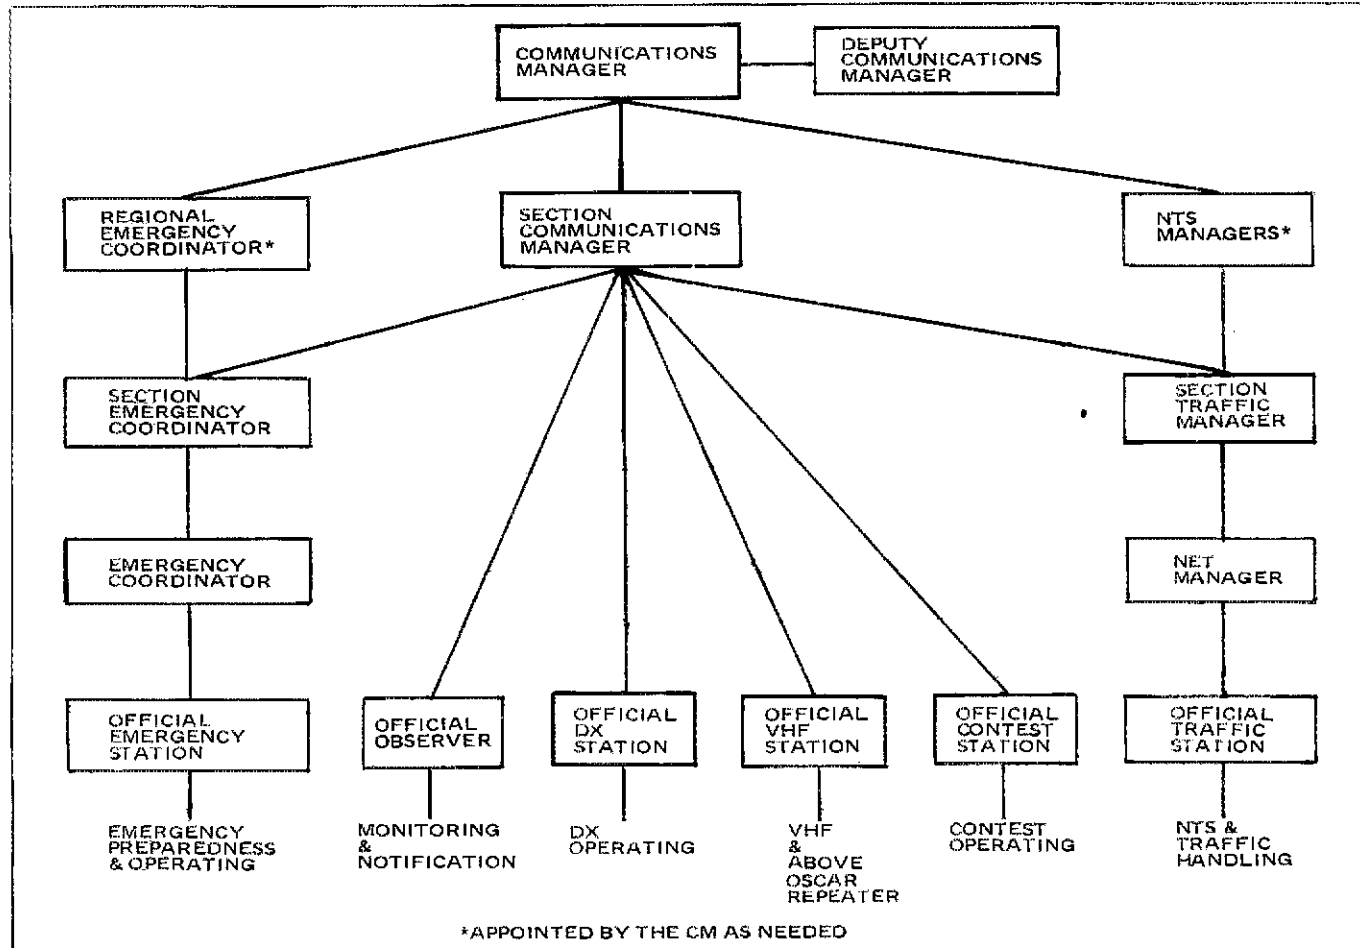 COMMUNICATIONS
MANAGER
DEPUTY
COMMUNICATIONS
MANAGER
REGIONAL
EMERGENCY
COORDINATOR*
SECTION
COMMUNICATIONS
MANAGER
NTS
MANAGERS*
SECTION
EMERGENCY
COORDINATOR
SECTION
TRAFFIC
MANAGER
EMERGENCY
COORDINATOR
NET
MANAGER
OFFICIAL
EMERGENCY
STATION
OFFICIAL
OBSERVER
OFFICIAL
DX
STATION
OFFICIAL
VHF
STATION
OFFICIAL
CONTEST
STATION
OFFICIAL
TRAFFIC
STATION
EMERGENCY
PREPAREDNESS
& OPERATING
MONITORING
&
NOTIFICATION
DX
OPERATING
VHF
&
ABOVE
OSCAR
REPEATER
CONTEST
OPERATING
NTS &
TRAFFIC
HANDLING
*APPOINTED BY THE CM AS NEEDED